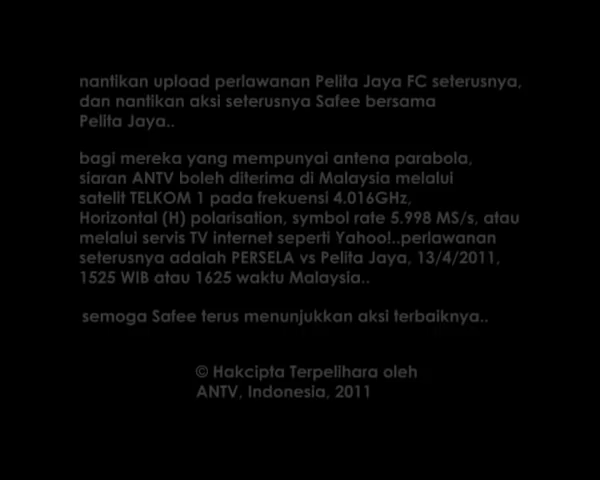 nantikan upload perlawanan Pelita Jaya FC seterusnya,
dan nantikan aksi seterusnya Safee bersama
Pelita Jaya..
bagi mereka yang mempunyai antena parabola,
siaran ANTV boleh diterima di Malaysia melalui
satelit TELKOM 1 pada frekuensi 4.016GHz,
Horizontal (H) polarisation, symbol rate 5.998 MS/s, atau
melalui servis TV internet seperti Yahoo!..perlawanan
seterusnya adalah PERSELA vs Pelita Jaya, 13/4/2011,
1525 WIB atau 1625 waktu Malaysia..
semoga Safee terus menunjukkan aksi terbaiknya..
© Hakcipta Terpelihara oleh
ANTV, Indonesia, 2011